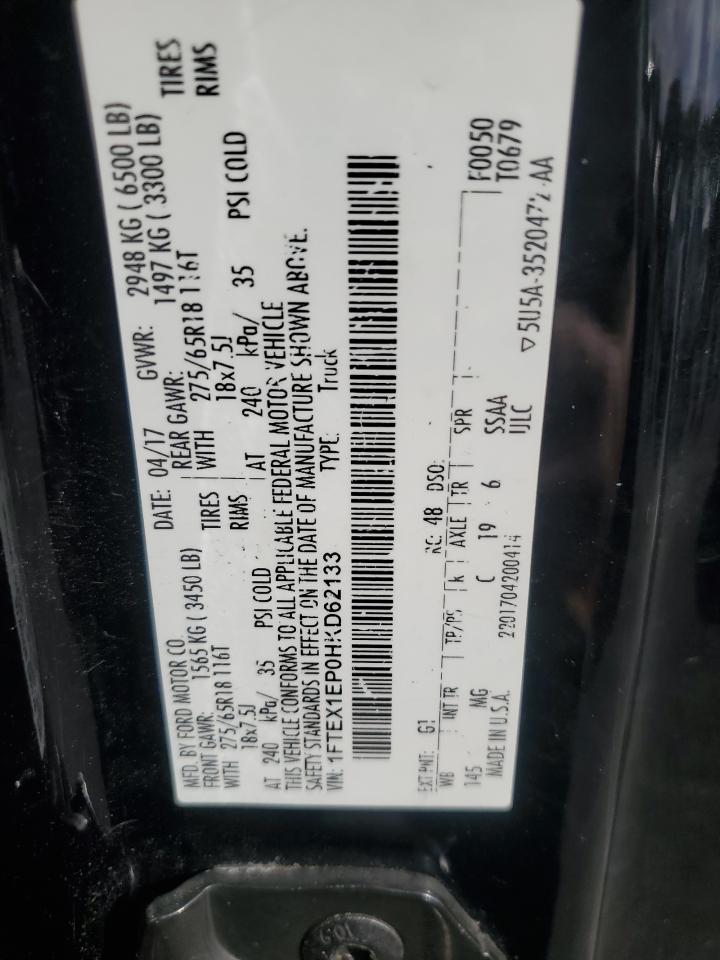 MFD. BY FORD MOTOR CO. DATE: 04/17 GVWR: 2948 KG ( 6500 LB)
FRONT GAWR: 1565 KG ( 3450 LB) REAR GAWR: 1497 KG ( 3300 LB)
WITH 275/65R18 116T TIRES WITH 275/65R18 116T TIRES
18x7.5J RIMS 18x7.5J RIMS
AT 240 kPa/ 35 PSI COLD AT 240 kPa/ 35 PSI COLD
THIS VEHICLE CONFORMS TO ALL APPLICABLE FEDERAL MOTOR VEHICLE
SAFETY STANDARDS IN EFFECT ON THE DATE OF MANUFACTURE SHOWN ABOVE.
VIN: 1FTEX1EP0HKD62133 TYPE: Truck
EXT PNT: G1 RC: 48 DSO: F0050
WB INT TR TP/PS R AXLE TR SPR T0679
145 MG C 19 6 SSAA
MADE IN U.S.A. IJLC
2201704200414
5U5A-3520472-AA
GO1